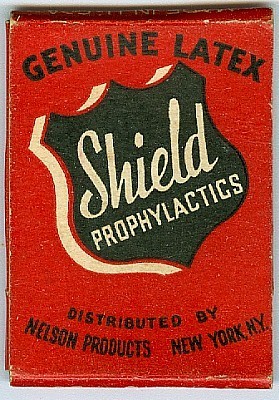 GENUINE LATEX
Shield
PROPHYLACTICS
DISTRIBUTED BY
NELSON PRODUCTS NEW YORK, N.Y.